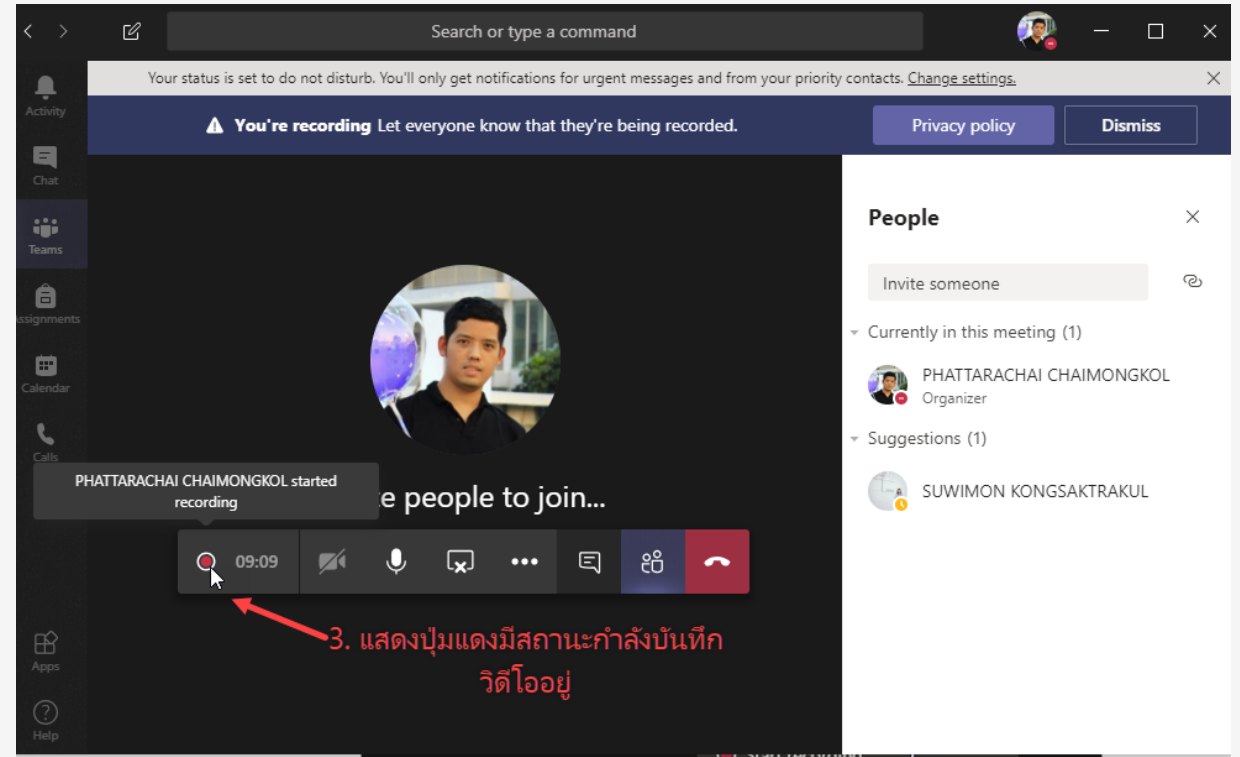 Search or type a command
Your status is set to do not disturb. You'll only get notifications for urgent messages and from your priority contacts. Change settings.
Activity
You're recording Let everyone know that they're being recorded.
Privacy policy
Dismiss
Chat
Teams
Assignments
Calendar
Calls
People
Invite someone
Currently in this meeting (1)
PHATTARACHAI CHAIMONGKOL
Organizer
Suggestions (1)
SUWIMON KONGSAKTRAKUL
PHATTARACHAI CHAIMONGKOL started
recording
people to join...
09:09
3. แสดงปุ่มแดงมีสถานะกำลังบันทึก
วิดีโออยู่
Apps
Help